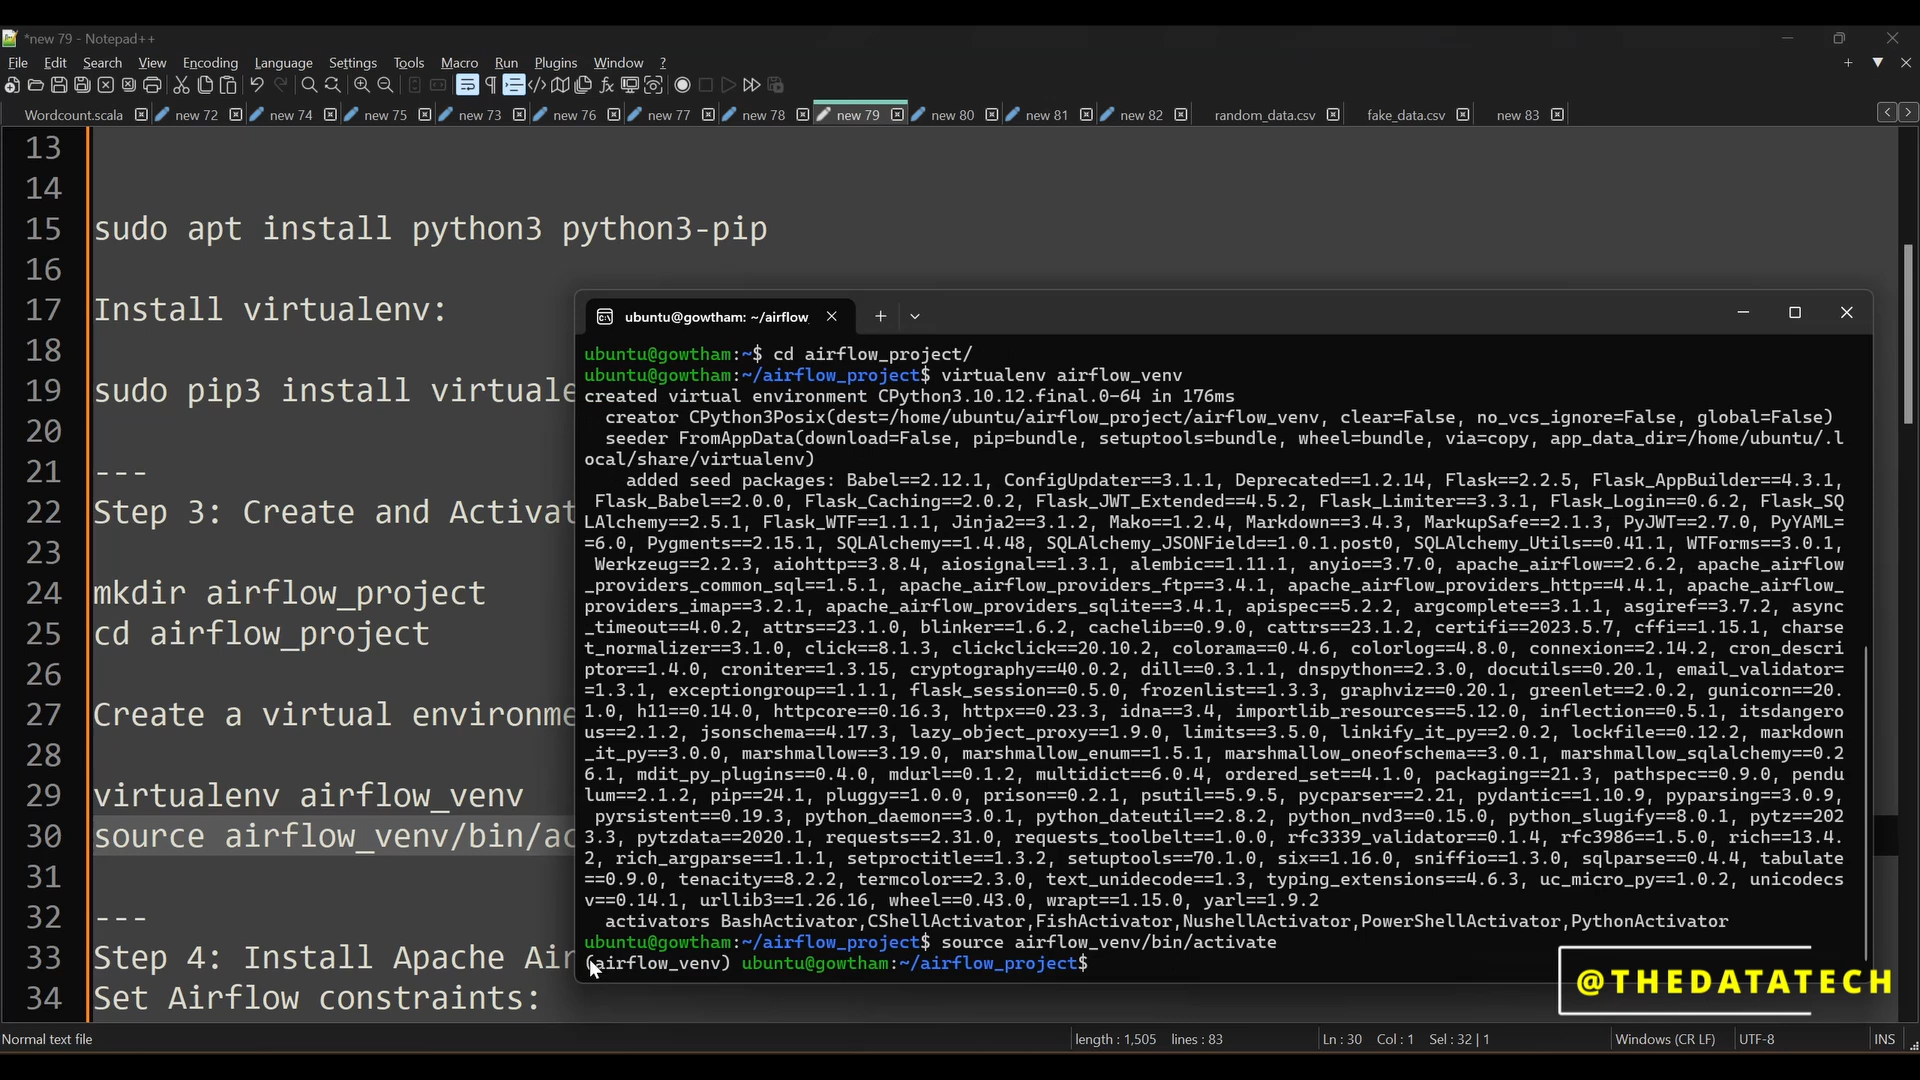 *new 79 - Notepad++
File Edit Search View Encoding Language Settings Tools Macro Run Plugins Window ?
Wordcount.scala new 72 new 74 new 75 new 73 new 76 new 77 new 78 new 79 new 80 new 81 new 82 random_data.csv fake_data.csv new 83
13
14
15 sudo apt install python3 python3-pip
16
17 Install virtualenv:
18
19 sudo pip3 install virtuale
20
21 ---
22 Step 3: Create and Activat
23
24 mkdir airflow_project
25 cd airflow_project
26
27 Create a virtual environme
28
29 virtualenv airflow_venv
30 source airflow_venv/bin/ac
31
32 ---
33 Step 4: Install Apache Air
34 Set Airflow constraints:
ubuntu@gowtham: ~/airflow
ubuntu@gowtham:~$ cd airflow_project/
ubuntu@gowtham:~/airflow_project$ virtualenv airflow_venv
created virtual environment CPython3.10.12.final.0-64 in 176ms
creator CPython3Posix(dest=/home/ubuntu/airflow_project/airflow_venv, clear=False, no_vcs_ignore=False, global=False)
seeder FromAppData(download=False, pip=bundle, setuptools=bundle, wheel=bundle, via=copy, app_data_dir=/home/ubuntu/.l
ocal/share/virtualenv)
added seed packages: Babel==2.12.1, ConfigUpdater==3.1.1, Deprecated==1.2.14, Flask==2.2.5, Flask_AppBuilder==4.3.1,
Flask_Babel==2.0.0, Flask_Caching==2.0.2, Flask_JWT_Extended==4.5.2, Flask_Limiter==3.3.1, Flask_Login==0.6.2, Flask_SQ
LAlchemy==2.5.1, Flask_WTF==1.1.1, Jinja2==3.1.2, Mako==1.2.4, Markdown==3.4.3, MarkupSafe==2.1.3, PyJWT==2.7.0, PyYAML=
=6.0, Pygments==2.15.1, SQLAlchemy==1.4.48, SQLAlchemy_JSONField==1.0.1.post0, SQLAlchemy_Utils==0.41.1, WTForms==3.0.1,
Werkzeug==2.2.3, aiohttp==3.8.4, aiosignal==1.3.1, alembic==1.11.1, anyio==3.7.0, apache_airflow==2.6.2, apache_airflow
_providers_common_sql==1.5.1, apache_airflow_providers_ftp==3.4.1, apache_airflow_providers_http==4.4.1, apache_airflow_
providers_imap==3.2.1, apache_airflow_providers_sqlite==3.4.1, apispec==5.2.2, argcomplete==3.1.1, asgiref==3.7.2, async
_timeout==4.0.2, attrs==23.1.0, blinker==1.6.2, cachelib==0.9.0, cattrs==23.1.2, certifi==2023.5.7, cffi==1.15.1, charse
t_normalizer==3.1.0, click==8.1.3, clickclick==20.10.2, colorama==0.4.6, colorlog==4.8.0, connexion==2.14.2, cron_descri
ptor==1.4.0, croniter==1.3.15, cryptography==40.0.2, dill==0.3.1.1, dnspython==2.3.0, docutils==0.20.1, email_validator=
=1.3.1, exceptiongroup==1.1.1, flask_session==0.5.0, frozenlist==1.3.3, graphviz==0.20.1, greenlet==2.0.2, gunicorn==20.
1.0, h11==0.14.0, httpcore==0.16.3, httpx==0.23.3, idna==3.4, importlib_resources==5.12.0, inflection==0.5.1, itsdangero
us==2.1.2, jsonschema==4.17.3, lazy_object_proxy==1.9.0, limits==3.5.0, linkify_it_py==2.0.2, lockfile==0.12.2, markdown
_it_py==3.0.0, marshmallow==3.19.0, marshmallow_enum==1.5.1, marshmallow_oneofschema==3.0.1, marshmallow_sqlalchemy==0.2
6.1, mdit_py_plugins==0.4.0, mdurl==0.1.2, multidict==6.0.4, ordered_set==4.1.0, packaging==21.3, pathspec==0.9.0, pendu
lum==2.1.2, pip==24.1, pluggy==1.0.0, prison==0.2.1, psutil==5.9.5, pycparser==2.21, pydantic==1.10.9, pyparsing==3.0.9,
pyrsistent==0.19.3, python_daemon==3.0.1, python_dateutil==2.8.2, python_nvd3==0.15.0, python_slugify==8.0.1, pytz==202
3.3, pytzdata==2020.1, requests==2.31.0, requests_toolbelt==1.0.0, rfc3339_validator==0.1.4, rfc3986==1.5.0, rich==13.4.
2, rich_argparse==1.1.1, setproctitle==1.3.2, setuptools==70.1.0, six==1.16.0, sniffio==1.3.0, sqlparse==0.4.4, tabulate
==0.9.0, tenacity==8.2.2, termcolor==2.3.0, text_unidecode==1.3, typing_extensions==4.6.3, uc_micro_py==1.0.2, unicodecs
v==0.14.1, urllib3==1.26.16, wheel==0.43.0, wrapt==1.15.0, yarl==1.9.2
activators BashActivator,CShellActivator,FishActivator,NushellActivator,PowerShellActivator,PythonActivator
ubuntu@gowtham:~/airflow_project$ source airflow_venv/bin/activate
(airflow_venv) ubuntu@gowtham:~/airflow_project$
@THEDATATECH
Normal text file length : 1,505 lines : 83 Ln : 30 Col : 1 Sel : 32 | 1 Windows (CR LF) UTF-8 INS